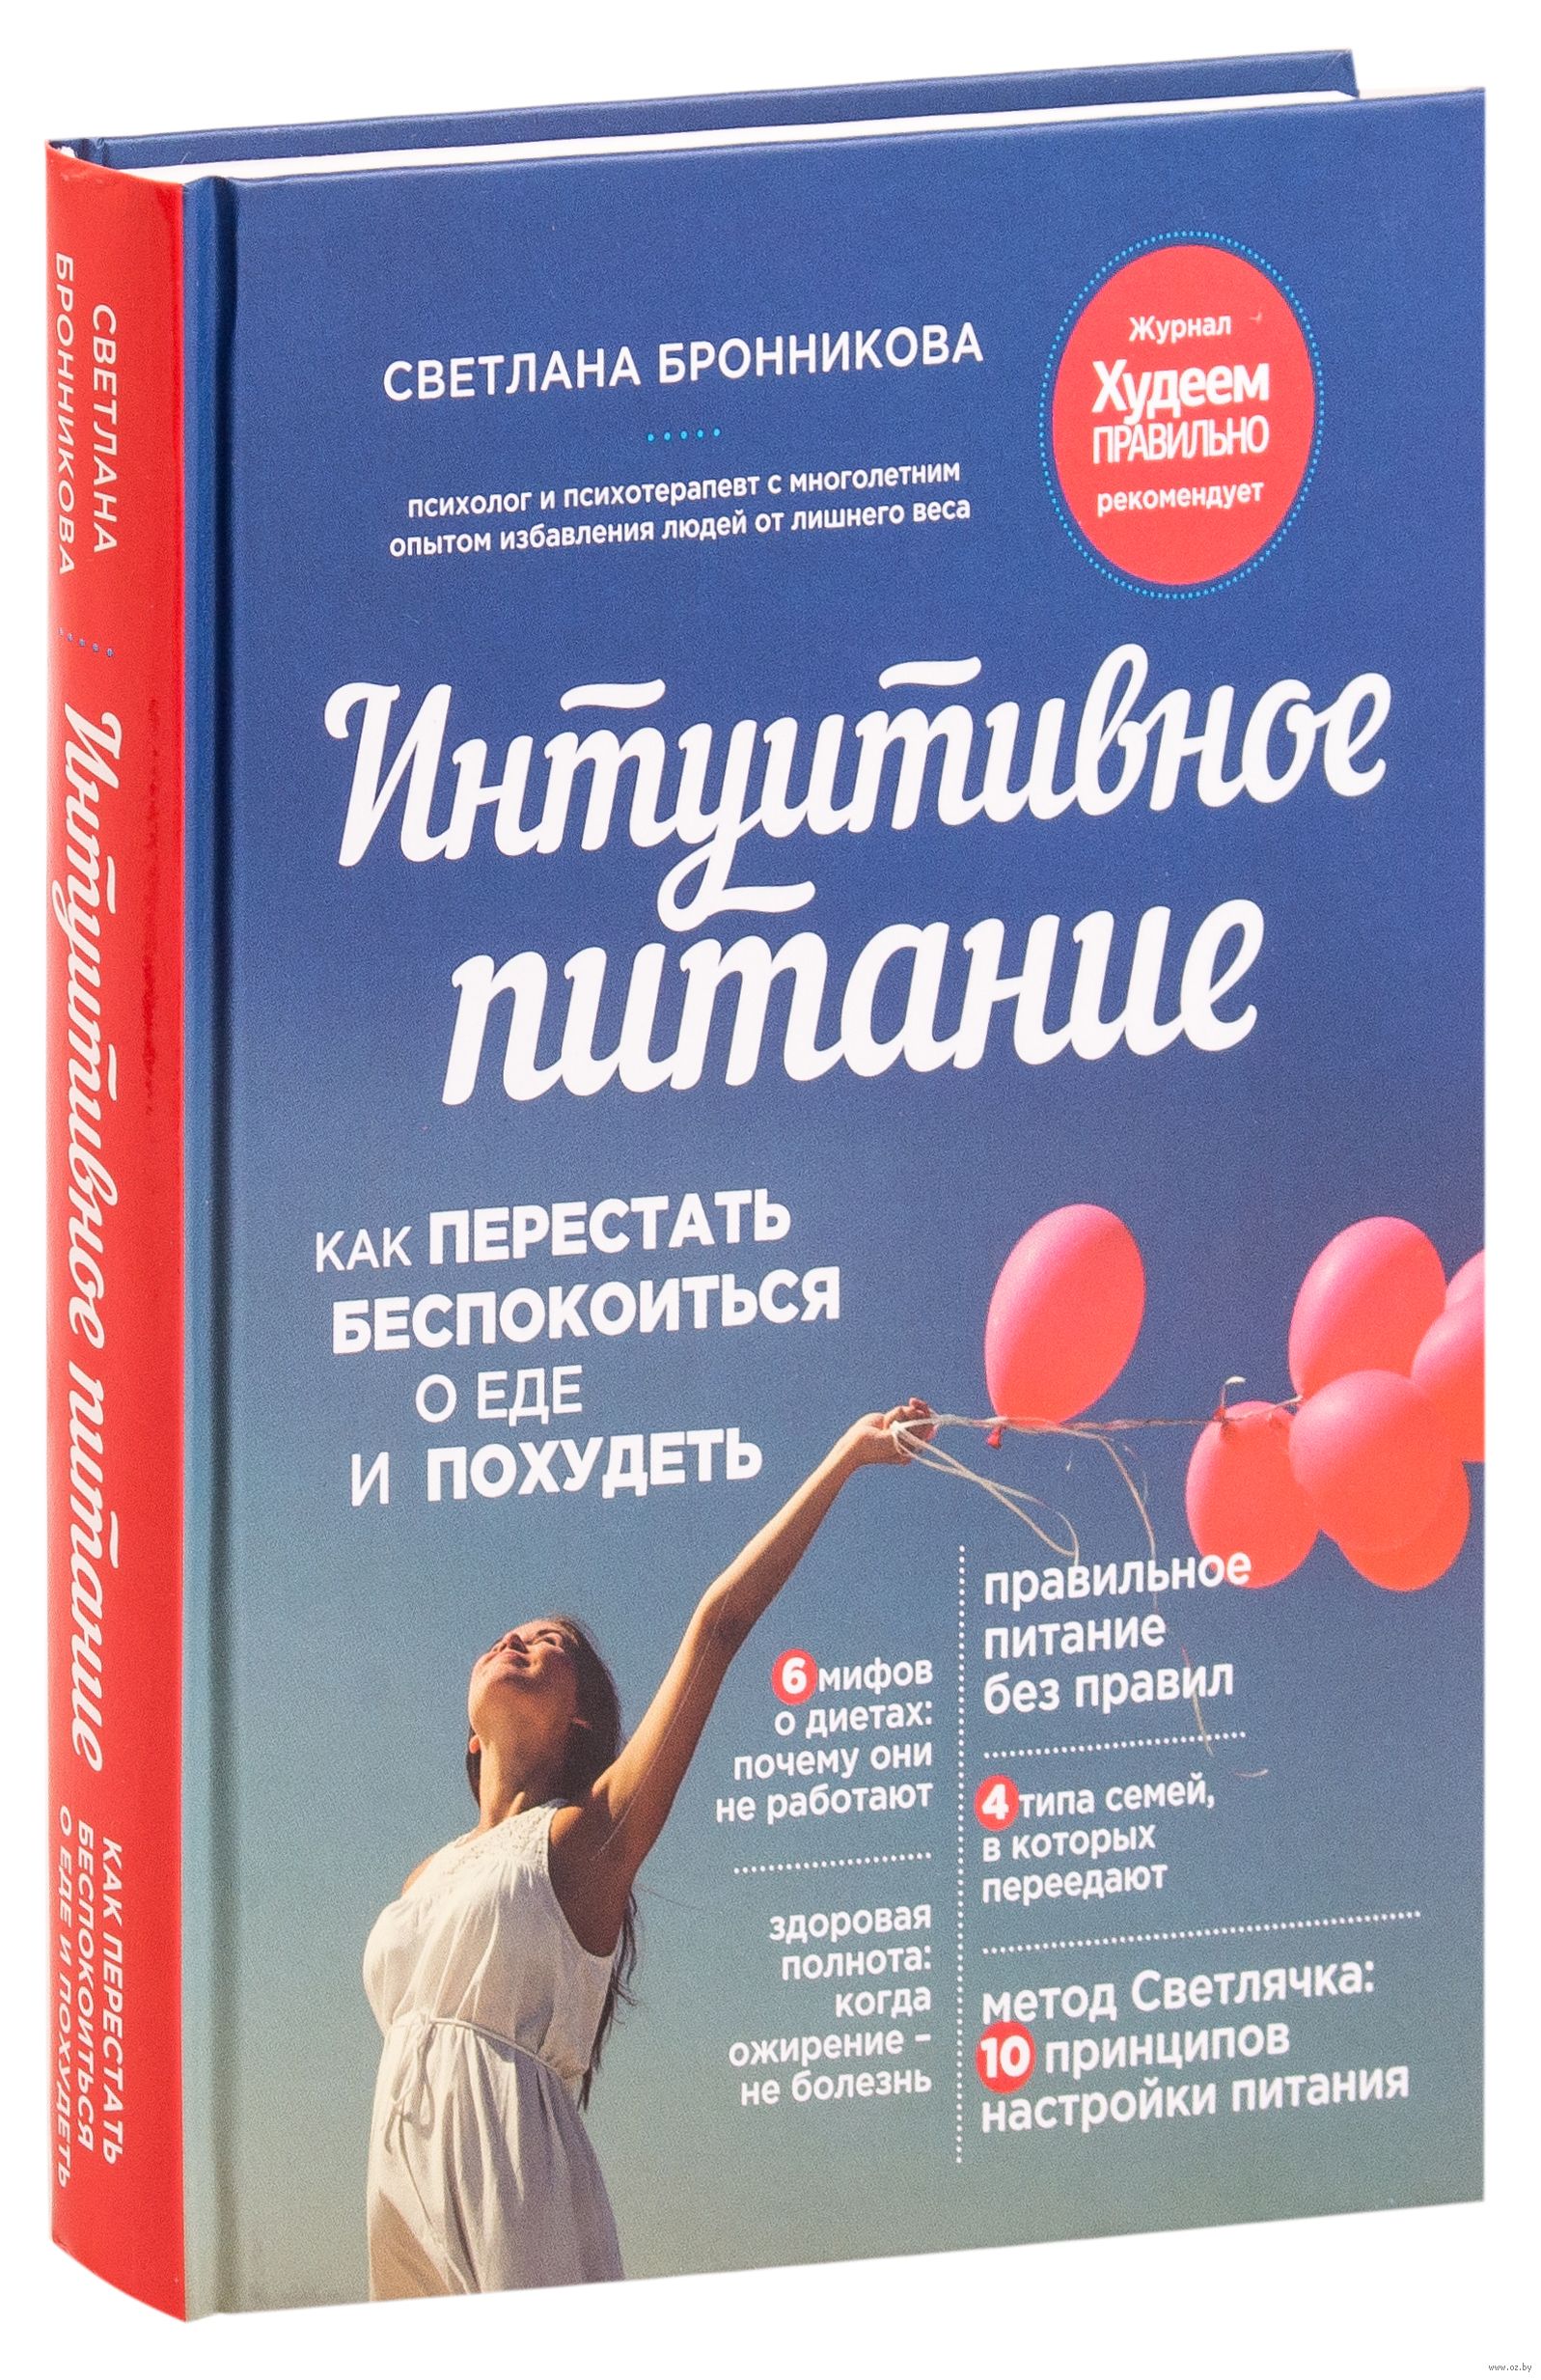 СВЕТЛАНА
БРОННИКОВА
Интуитивное питание
КАК ПЕРЕСТАТЬ
БЕСПОКОИТЬСЯ
О ЕДЕ И ПОХУДЕТЬ
СВЕТЛАНА БРОННИКОВА
психолог и психотерапевт с многолетним
опытом избавления людей от лишнего веса
Журнал
Худеем
ПРАВИЛЬНО
рекомендует
Интуитивное
питание
КАК ПЕРЕСТАТЬ
БЕСПОКОИТЬСЯ
О ЕДЕ
И ПОХУДЕТЬ
6 мифов
о диетах:
почему они
не работают
здоровая
полнота:
когда
ожирение –
не болезнь
правильное
питание
без правил
4 типа семей,
в которых
переедают
метод Светлячка:
10 принципов
настройки питания
www.oz.by